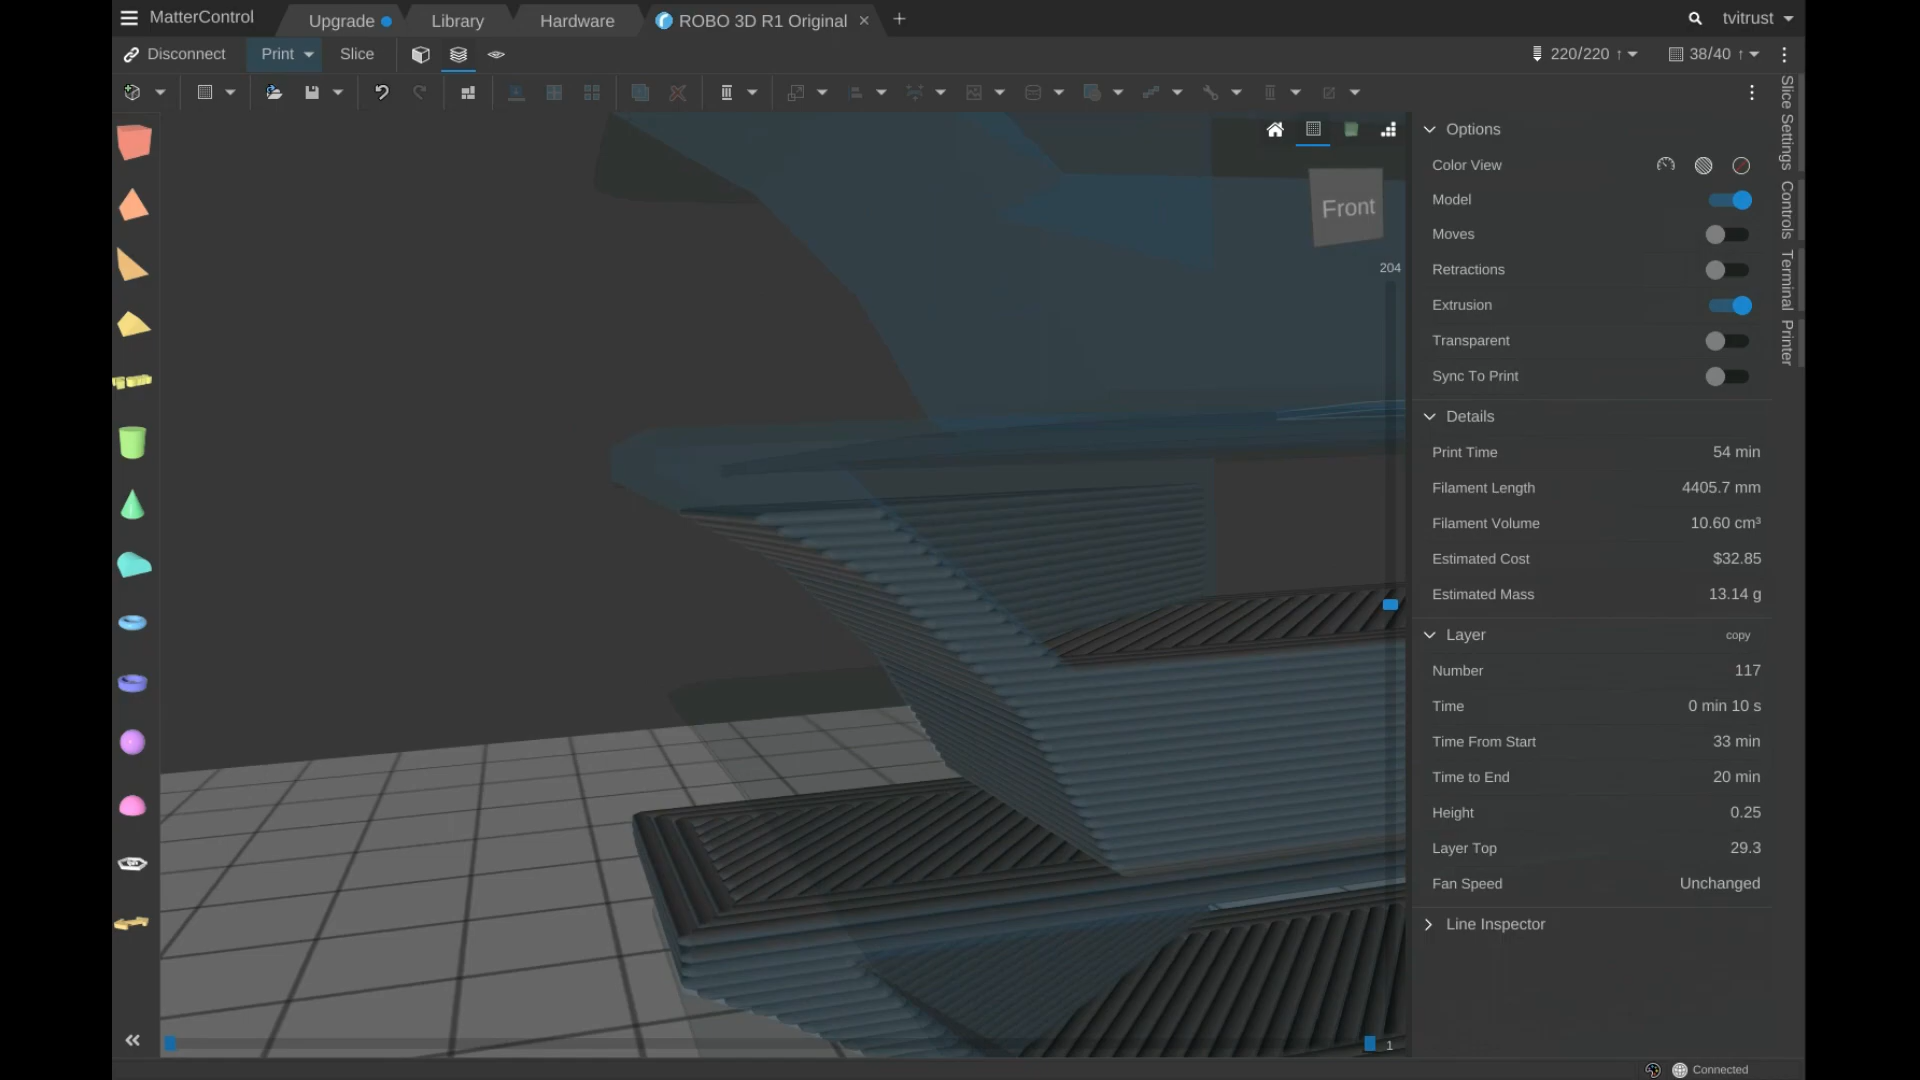 MatterControl
Upgrade
Library
Hardware
ROBO 3D R1 Original
tvitrust
Disconnect
Print
Slice
220/220
38/40
Front
204
1
Options
Color View
Model
Moves
Retractions
Extrusion
Transparent
Sync To Print
Details
Print Time 54 min
Filament Length 4405.7 mm
Filament Volume 10.60 cm³
Estimated Cost $32.85
Estimated Mass 13.14 g
Layer copy
Number 117
Time 0 min 10 s
Time From Start 33 min
Time to End 20 min
Height 0.25
Layer Top 29.3
Fan Speed Unchanged
Line Inspector
Slice Settings
Controls
Terminal
Printer
Connected